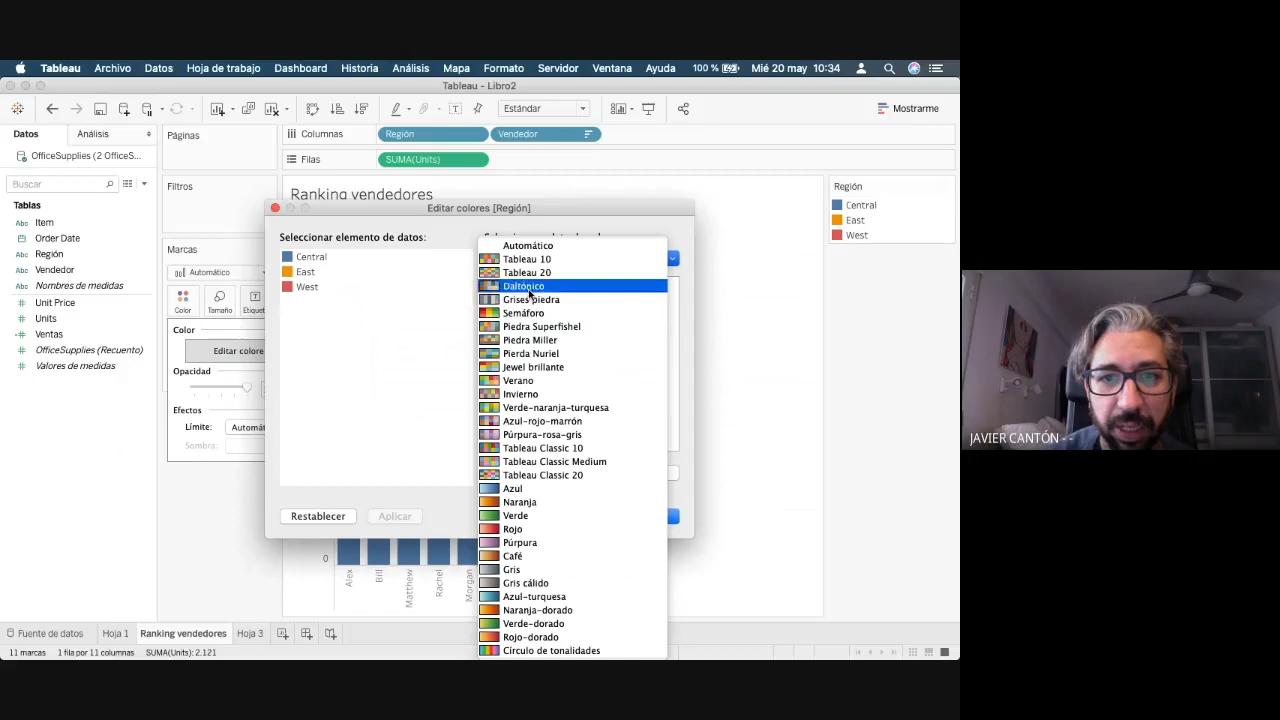 Tableau Archivo Datos Hoja de trabajo Dashboard Historia Análisis Mapa Formato Servidor Ventana Ayuda 100 % Mié 20 may 10:34
Tableau - Libro2
Estándar
Mostrarme
Datos Análisis
Páginas
Columns Región Vendedor
OfficeSupplies (2 OfficeS...
Filas SUMA(Units)
Buscar
Filtros
Ranking vendedores
Región
Tablas
Central
Editar colores [Región]
East
Item
West
Order Date
Seleccionar elemento de datos:
Región
Marcas
Central
Automático
Vendedor
Automático
East
Tableau 10
Nombres de medidas
West
Tableau 20
Unit Price
Color Tamaño Etiquet
Daltónico
Units
Grises piedra
Ventas
Color
Semáforo
OfficeSupplies (Recuento)
Editar colore
Piedra Superfishel
Valores de medidas
Opacidad
Piedra Miller
Pierda Nuriel
Jewel brillante
Efectos
Verano
Límite: Automát
Invierno
Sombra:
Verde-naranja-turquesa
Azul-rojo-marrón
Púrpura-rosa-gris
JAVIER CANTÓN - -
Tableau Classic 10
Tableau Classic Medium
Tableau Classic 20
Azul
Naranja
Restablecer Aplicar
Verde
Rojo
Púrpura
Café
0
Gris
Alex Bill Matthew Rachel Morgan
Gris cálido
Azul-turquesa
Naranja-dorado
Verde-dorado
Rojo-dorado
Círculo de tonalidades
Fuente de datos Hoja 1 Ranking vendedores Hoja 3
11 marcas 1 fila por 11 columnas SUMA(Units): 2.121